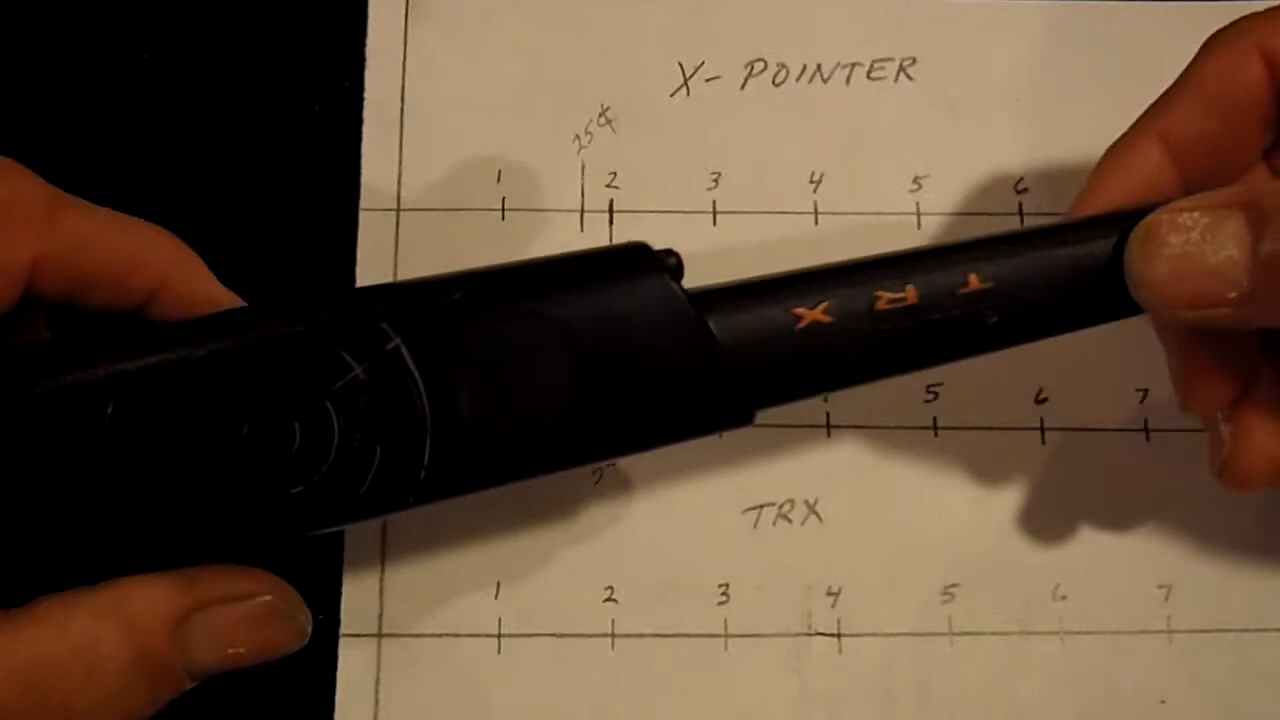 X-POINTER
25¢
1 2 3 4 5 6
TRX
5 6 7
TRX
1 2 3 4 5 6 7